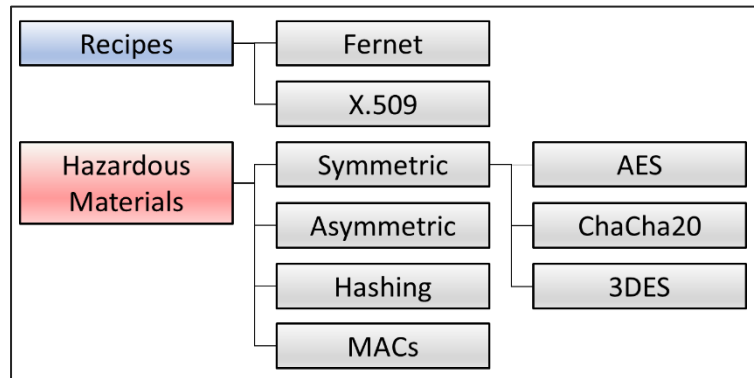 Recipes
Fernet
X.509
Hazardous
Materials
Symmetric
AES
Asymmetric
ChaCha20
Hashing
3DES
MACs